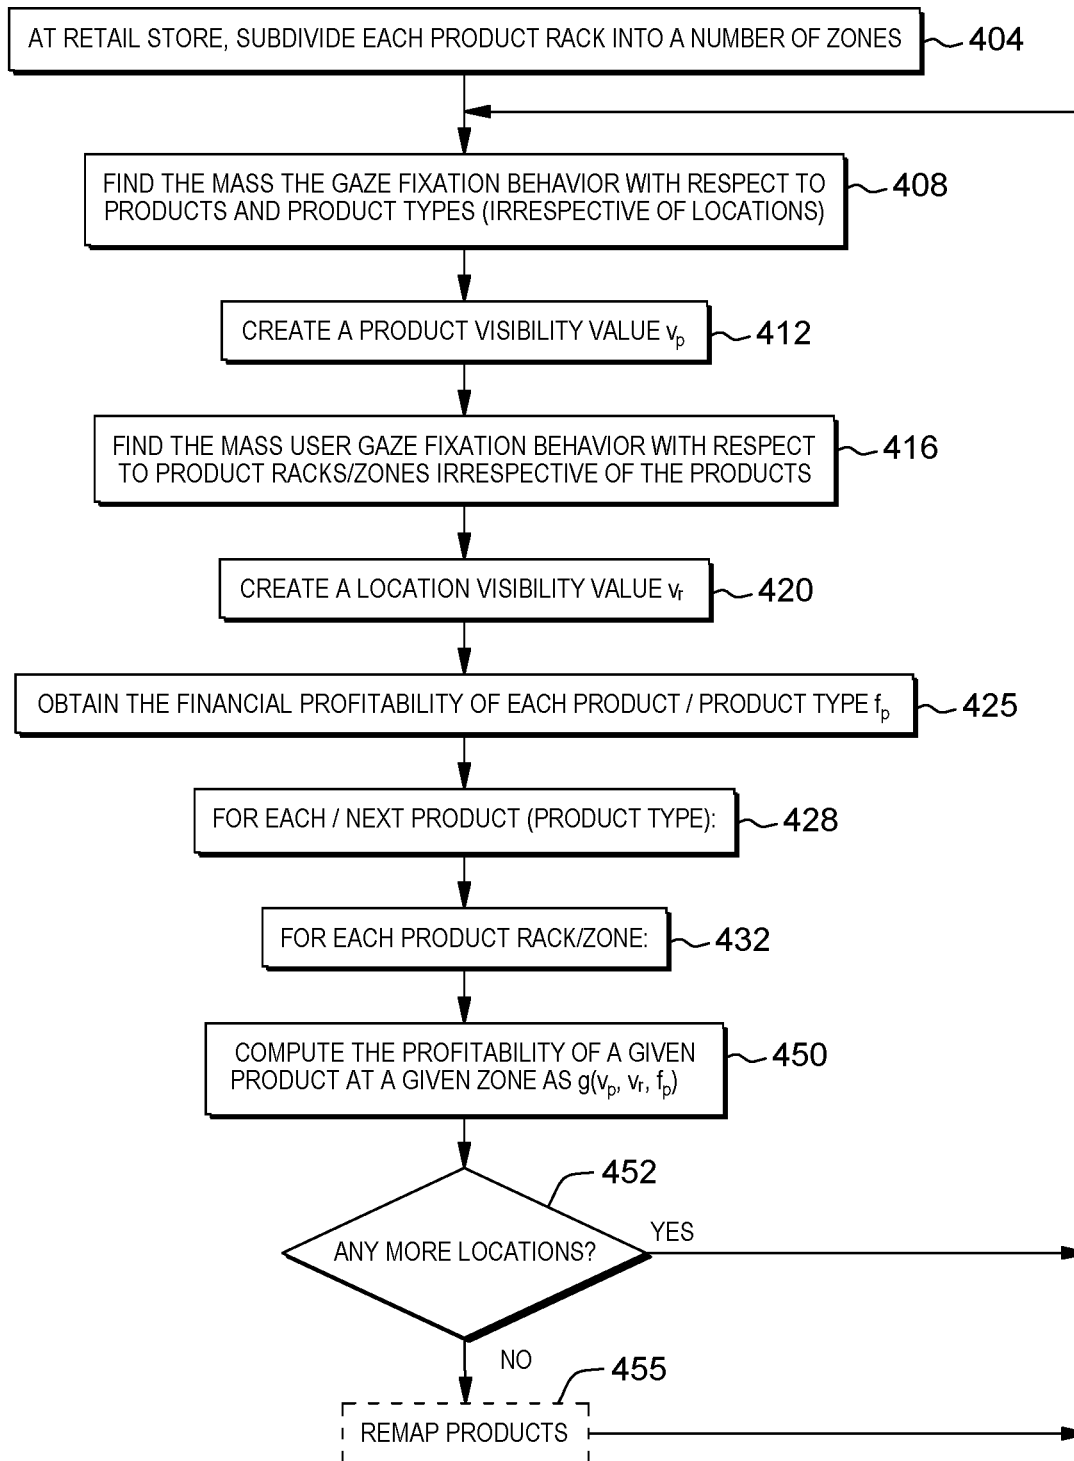 AT RETAIL STORE, SUBDIVIDE EACH PRODUCT RACK INTO A NUMBER OF ZONES
404
FIND THE MASS THE GAZE FIXATION BEHAVIOR WITH RESPECT TO
PRODUCTS AND PRODUCT TYPES (IRRESPECTIVE OF LOCATIONS)
408
CREATE A PRODUCT VISIBILITY VALUE vp
412
FIND THE MASS USER GAZE FIXATION BEHAVIOR WITH RESPECT
TO PRODUCT RACKS/ZONES IRRESPECTIVE OF THE PRODUCTS
416
CREATE A LOCATION VISIBILITY VALUE vr
420
OBTAIN THE FINANCIAL PROFITABILITY OF EACH PRODUCT / PRODUCT TYPE fp
425
FOR EACH / NEXT PRODUCT (PRODUCT TYPE):
428
FOR EACH PRODUCT RACK/ZONE:
432
COMPUTE THE PROFITABILITY OF A GIVEN
PRODUCT AT A GIVEN ZONE AS g(vp, vr, fp)
450
452
ANY MORE LOCATIONS?
YES
NO
455
REMAP PRODUCTS